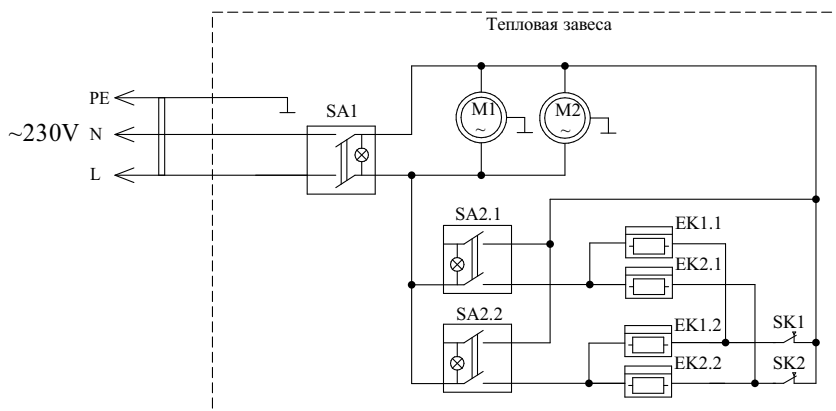 Тепловая завеса
PE
SA1
M1
M2
~
~
~230V
N
L
SA2.1
EK1.1
EK2.1
SA2.2
EK1.2
SK1
EK2.2
SK2